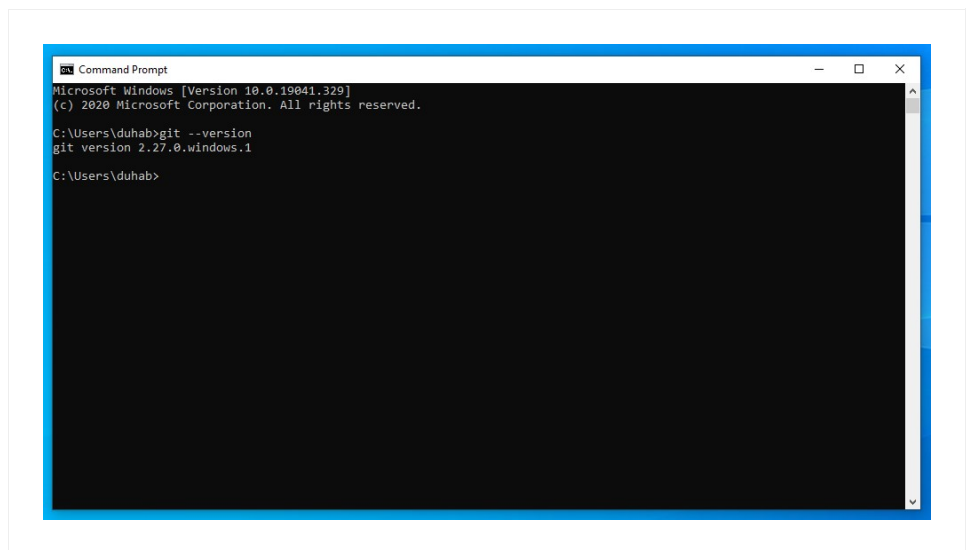 Command Prompt
Microsoft Windows [Version 10.0.19041.329]
(c) 2020 Microsoft Corporation. All rights reserved.
C:\Users\duhab>git --version
git version 2.27.0.windows.1
C:\Users\duhab>